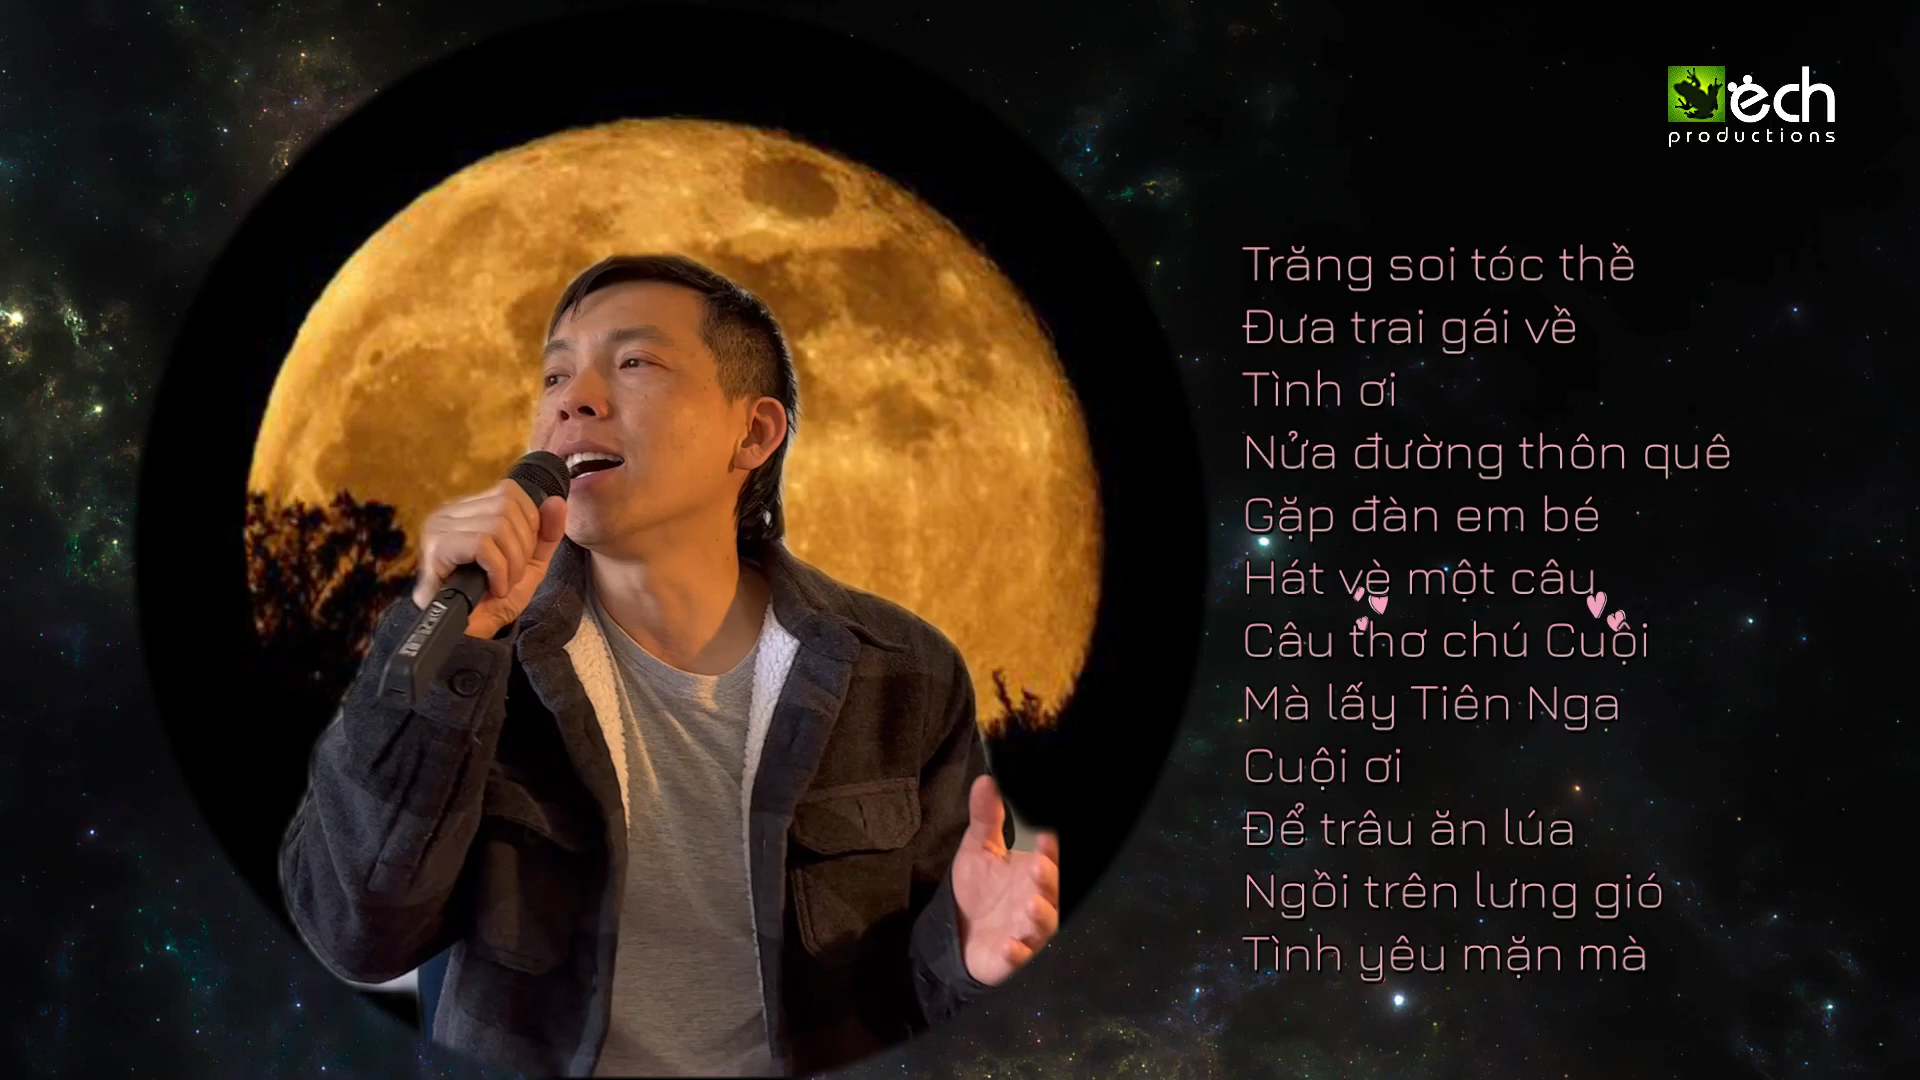 ếch
productions
Trăng soi tóc thề
Đưa trai gái về
Tình ơi
Nửa đường thôn quê
Gặp đàn em bé
Hát vè một câu
Câu thơ chú Cuội
Mà lấy Tiên Nga
Cuội ơi
Để trâu ăn lúa
Ngồi trên lưng gió
Tình yêu mặn mà